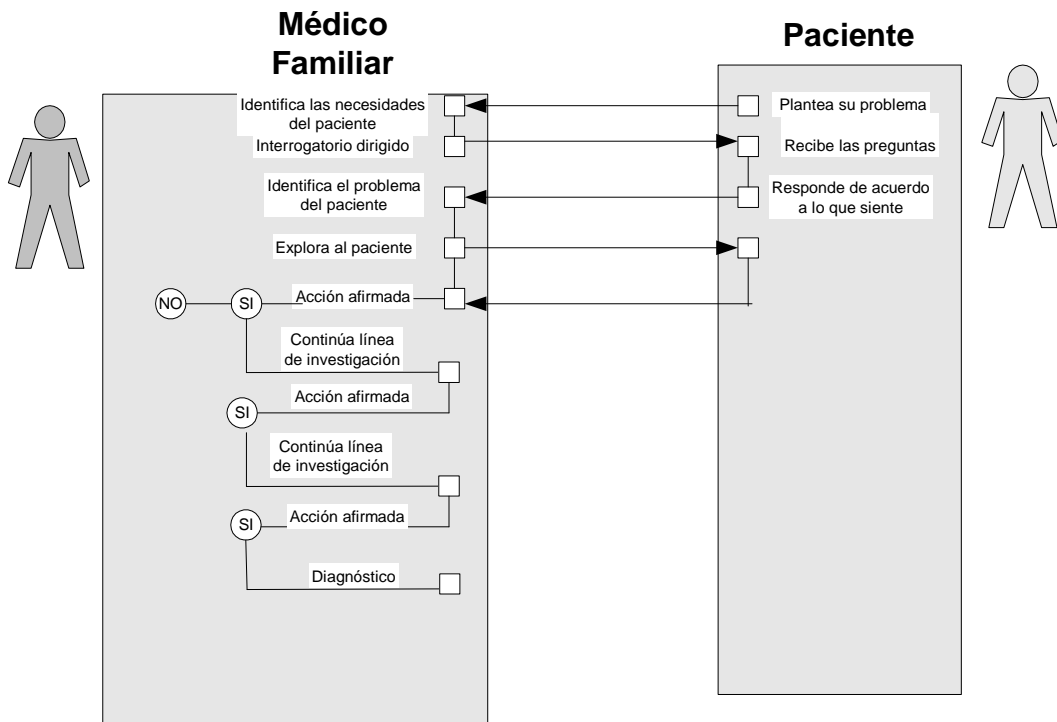 Médico
Familiar
Paciente
Identifica las necesidades
del paciente
Plantea su problema
Interrogatorio dirigido
Recibe las preguntas
Identifica el problema
del paciente
Responde de acuerdo
a lo que siente
Explora al paciente
NO
SI
Acción afirmada
Continúa línea
de investigación
Acción afirmada
SI
Continúa línea
de investigación
SI
Acción afirmada
Diagnóstico